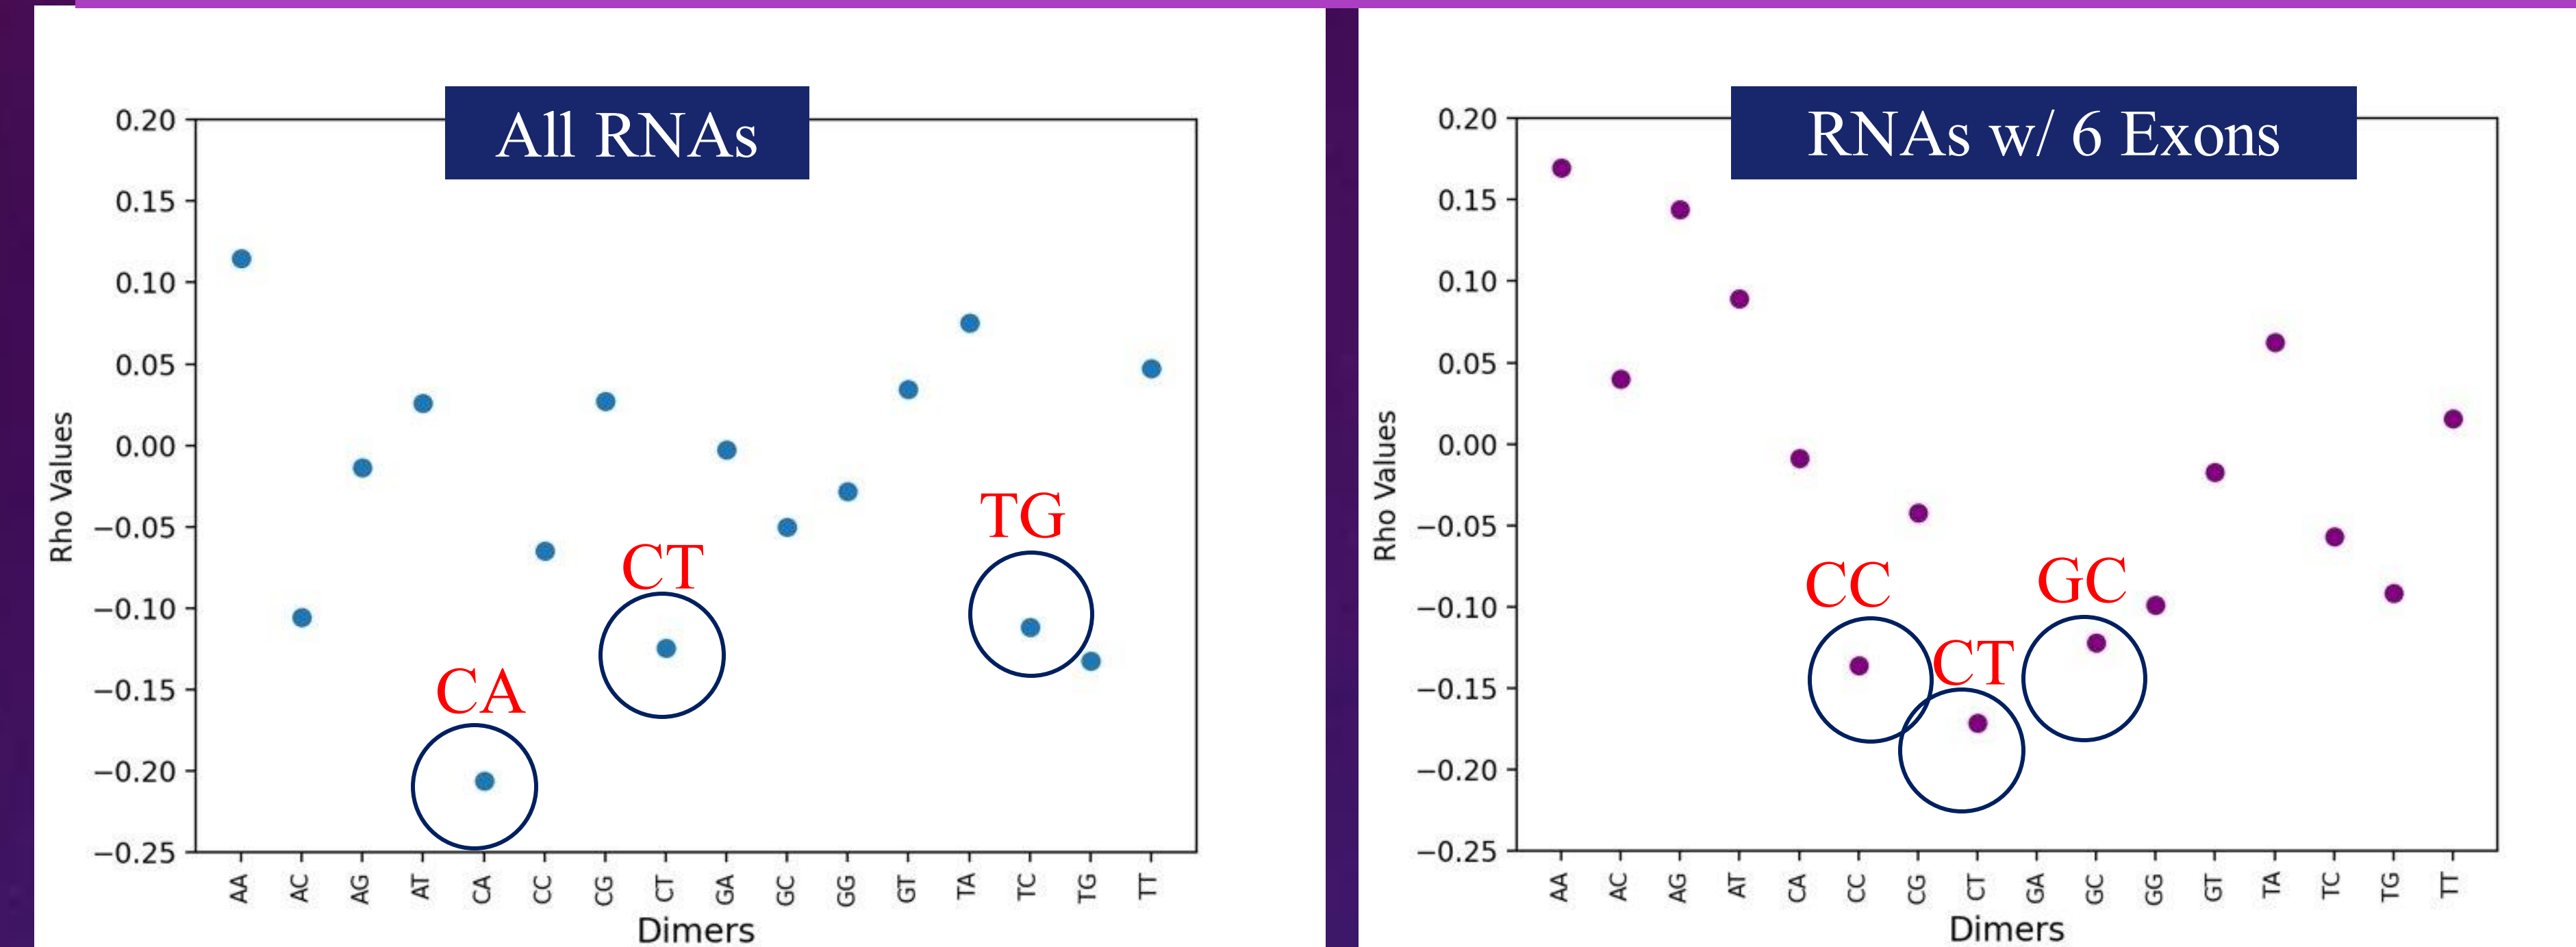 All RNAs
0.20
0.15
0.10
0.05
0.00
−0.05
−0.10
−0.15
−0.20
−0.25
Rho Values
TG
CT
CA
AA AC AG AT CA CC CG CT GA GC GG GT TA TC TG TT
Dimers
RNAs w/ 6 Exons
0.20
0.15
0.10
0.05
0.00
−0.05
−0.10
−0.15
−0.20
−0.25
Rho Values
CC
GC
CT
AA AC AG AT CA CC CG CT GA GC GG GT TA TC TG TT
Dimers